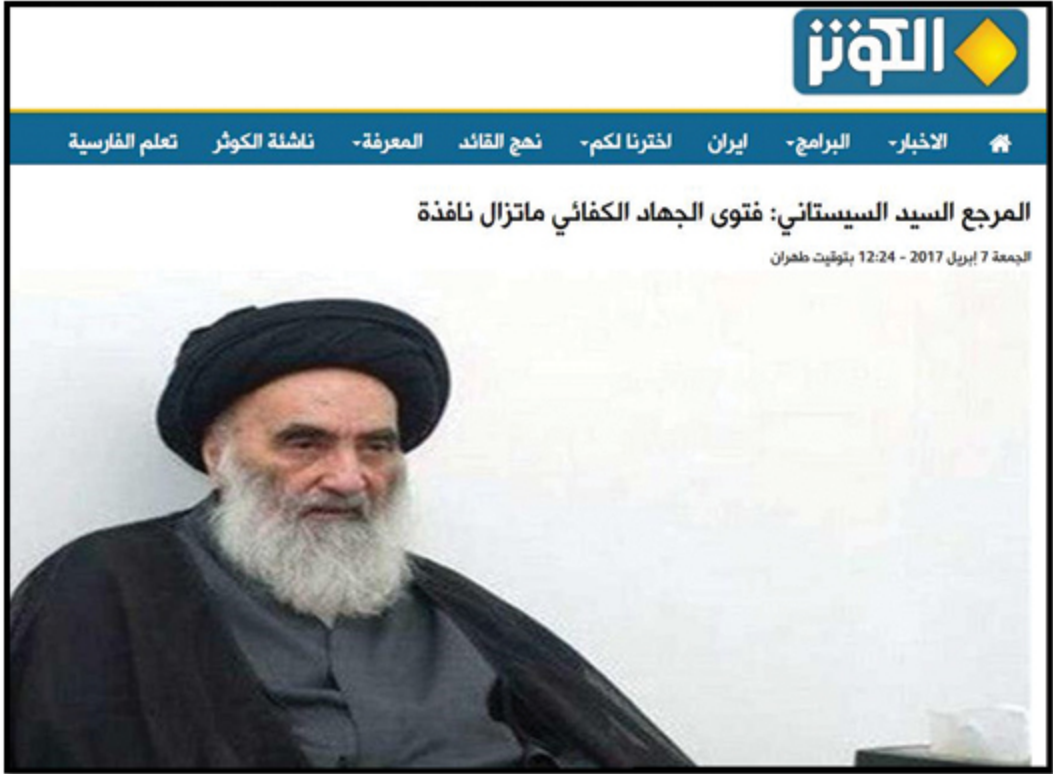 الكوثر
الاخبار البرامج ايران اخترنا لكم نهج القائد المعرفة ناشئة الكوثر تعلم الفارسية
المرجع السيد السيستاني: فتوى الجهاد الكفائي ماتزال نافذة
الجمعة 7 إبريل 2017 - 12:24 بتوقيت طهران